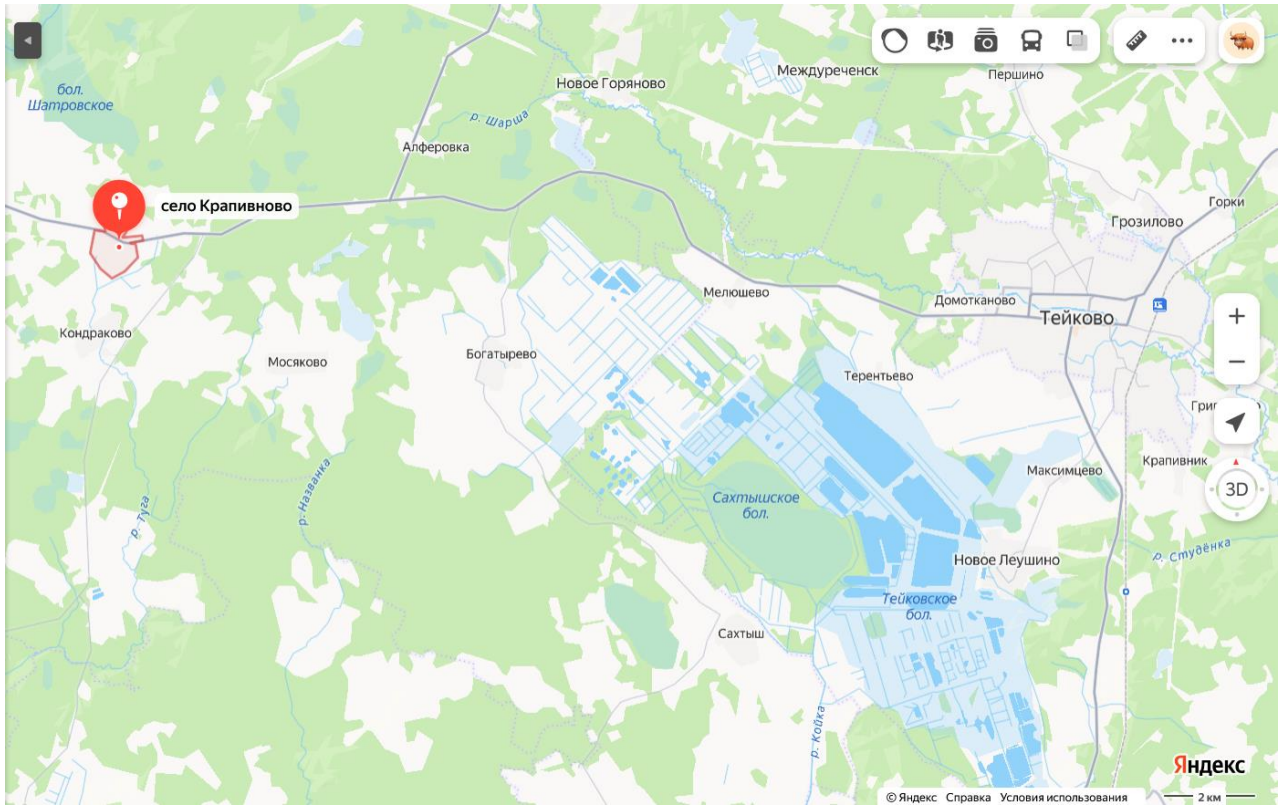 бол.
Шатровское
Новое Горяново
Междуреченск
Першино
р. Шарша
Алферовка
село Крапивново
Горки
Грозилово
Мелюшево
Домотканово
Тейково
Кондраково
Мосяково
Богатырево
Терентьево
Максимцево
Крапивник
3D
р. Туга
р. Названка
Сахтышское
бол.
р. Студёнка
Новое Леушино
Тейковское
бол.
Сахтыш
р. Койка
Яндекс
© Яндекс Справка Условия использования 2 км